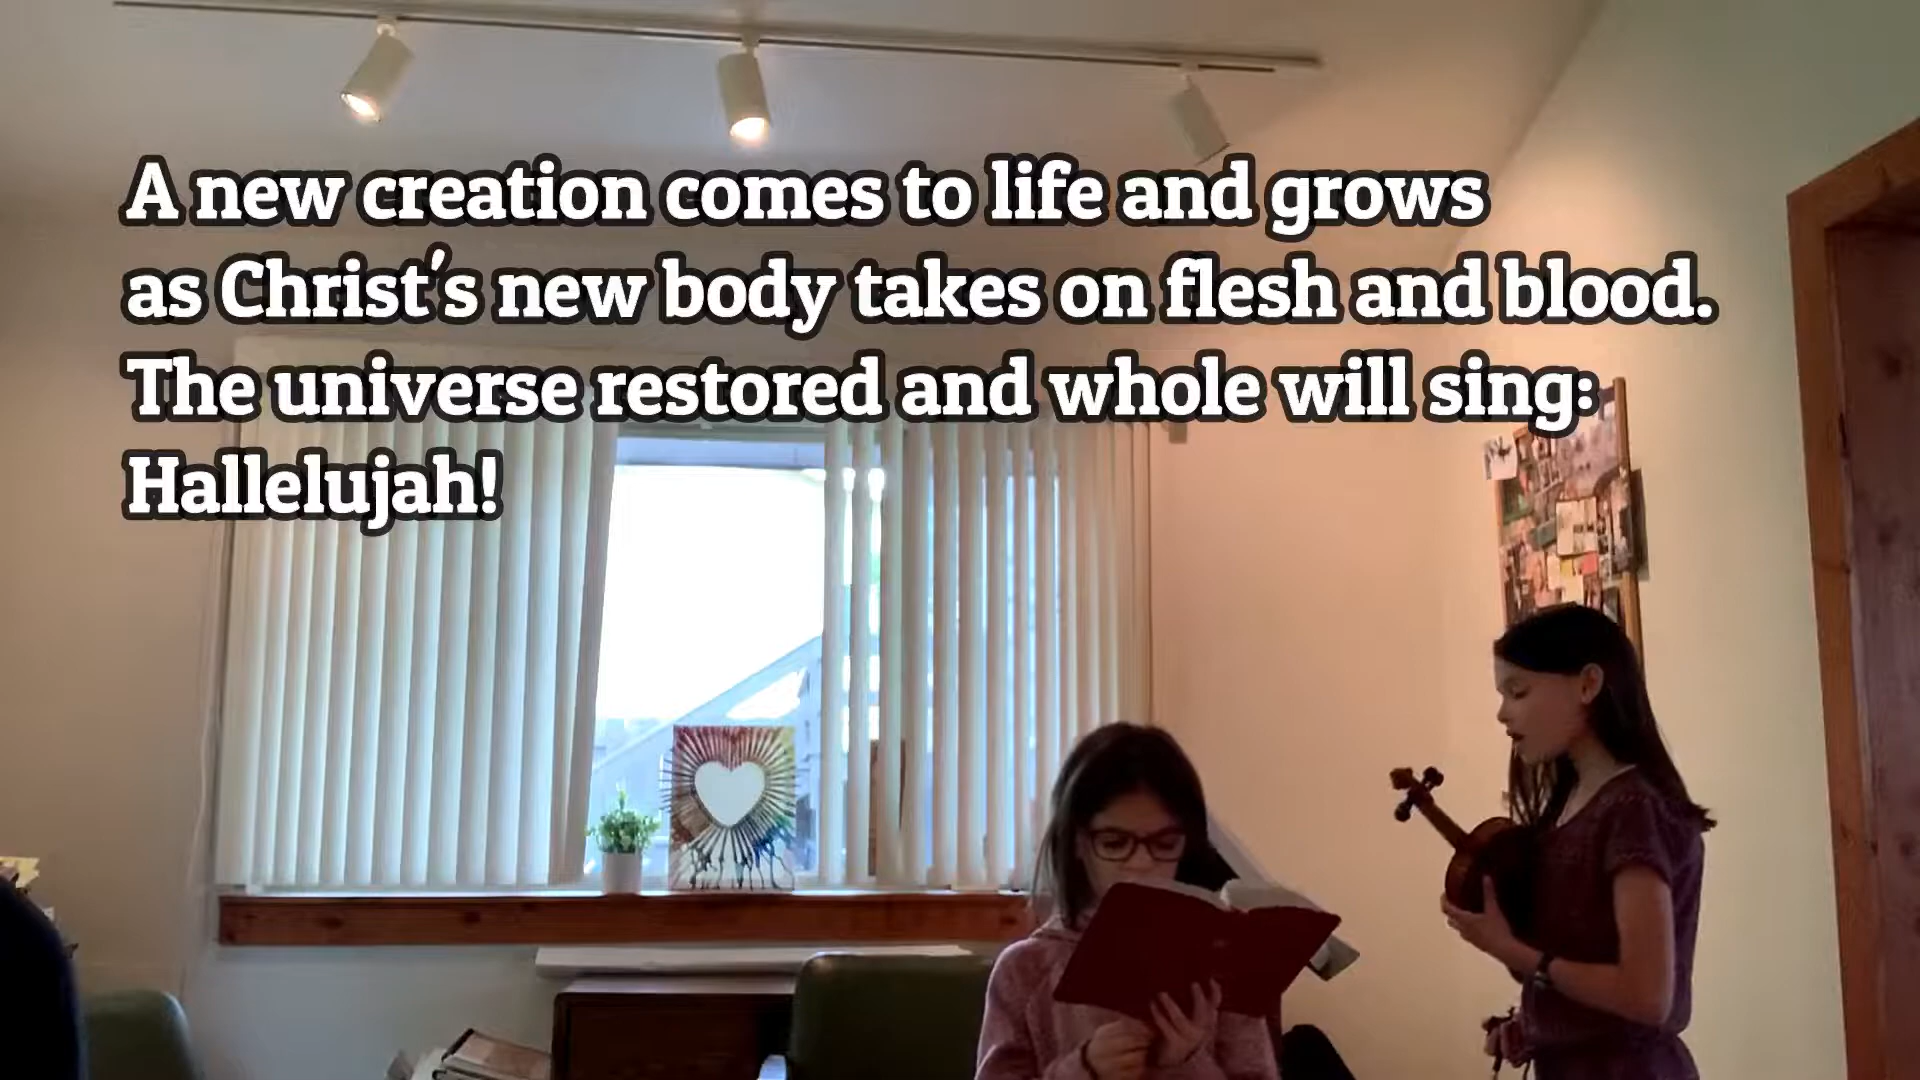 A new creation comes to life and grows
as Christ's new body takes on flesh and blood.
The universe restored and whole will sing:
Hallelujah!